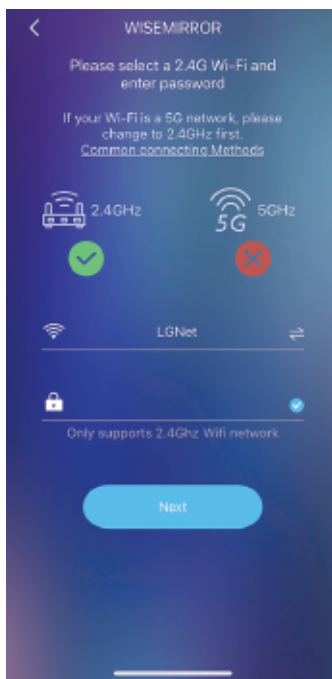 WISEMIRROR
Please select a 2.4G Wi-Fi and
enter password
If your Wi-Fi is a 5G network, please
change to 2.4GHz first.
Common connecting Methods
2.4GHz
5G
5GHz
LGNet
Only supports 2.4Ghz Wifi network
Next